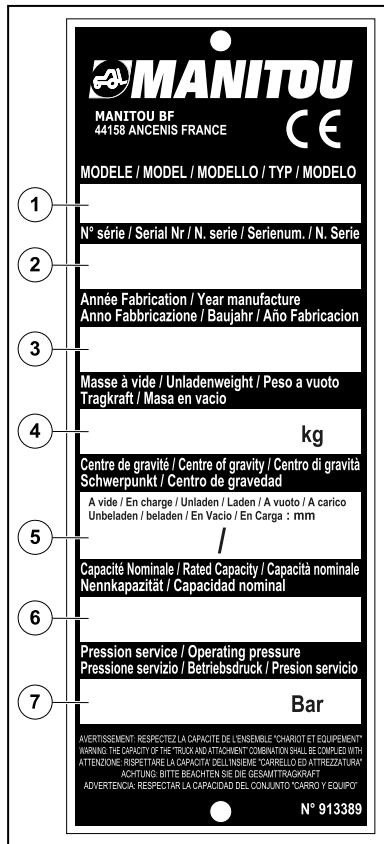 MANITOU
MANITOU BF
44158 ANCENIS FRANCE
CE
MODELE / MODEL / MODELLO / TYP / MODELO
1
N° série / Serial Nr / N. serie / Serienum. / N. Serie
2
Année Fabrication / Year manufacture
Anno Fabbricazione / Baujahr / Año Fabricacion
3
Masse à vide / Unladenweight / Peso a vuoto
Tragkraft / Masa en vacio
4
kg
Centre de gravité / Centre of gravity / Centro di gravità
Schwerpunkt / Centro de gravedad
A vide / En charge / Unladen / Laden / A vuoto / A carico
Unbeladen / beladen / En Vacio / En Carga : mm
5
/
Capacité Nominale / Rated Capacity / Capacità nominale
Nennkapazität / Capacidad nominal
6
Pression service / Operating pressure
Pressione servizio / Betriebsdruck / Presion servicio
7
Bar
AVERTISSEMENT: RESPECTEZ LA CAPACITE DE L'ENSEMBLE "CHARIOT ET EQUIPEMENT"
WARNING: THE CAPACITY OF THE "TRUCK AND ATTACHMENT" COMBINATION SHALL BE COMPLIED WITH
ATTENZIONE: RISPETTARE LA CAPACITA' DELL'INSIEME "CARRELLO ED ATTREZZATURA"
ACHTUNG: BITTE BEACHTEN SIE DIE GESAMTTRAGKRAFT
ADVERTENCIA: RESPECTAR LA CAPACIDAD DEL CONJUNTO "CARRO Y EQUIPO"
N° 913389